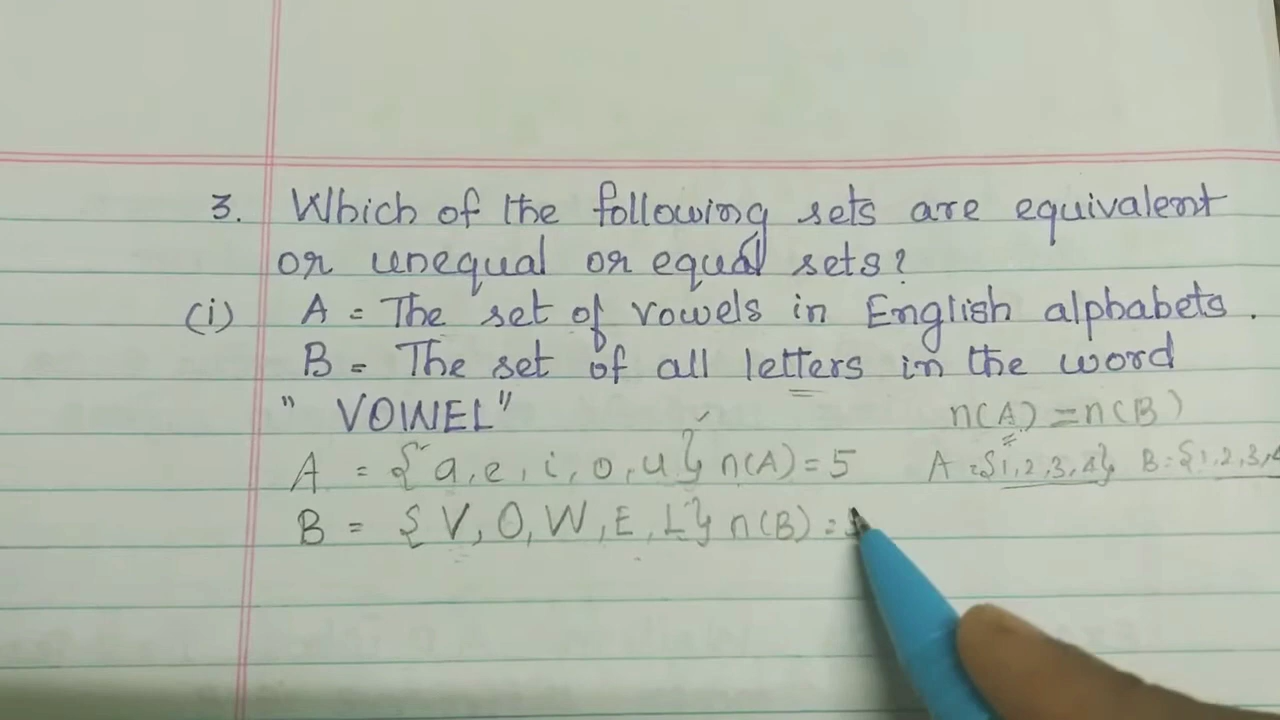 3. Which of the following sets are equivalent
or unequal or equal sets?
(i) A = The set of vowels in English alphabets.
B = The set of all letters in the word
" VOWEL"
n(A) = n(B)
A = {a, e, i, o, u} n(A) = 5
A = {1, 2, 3, 4} B = {1, 2, 3, 4
B = {V, O, W, E, L} n(B) =